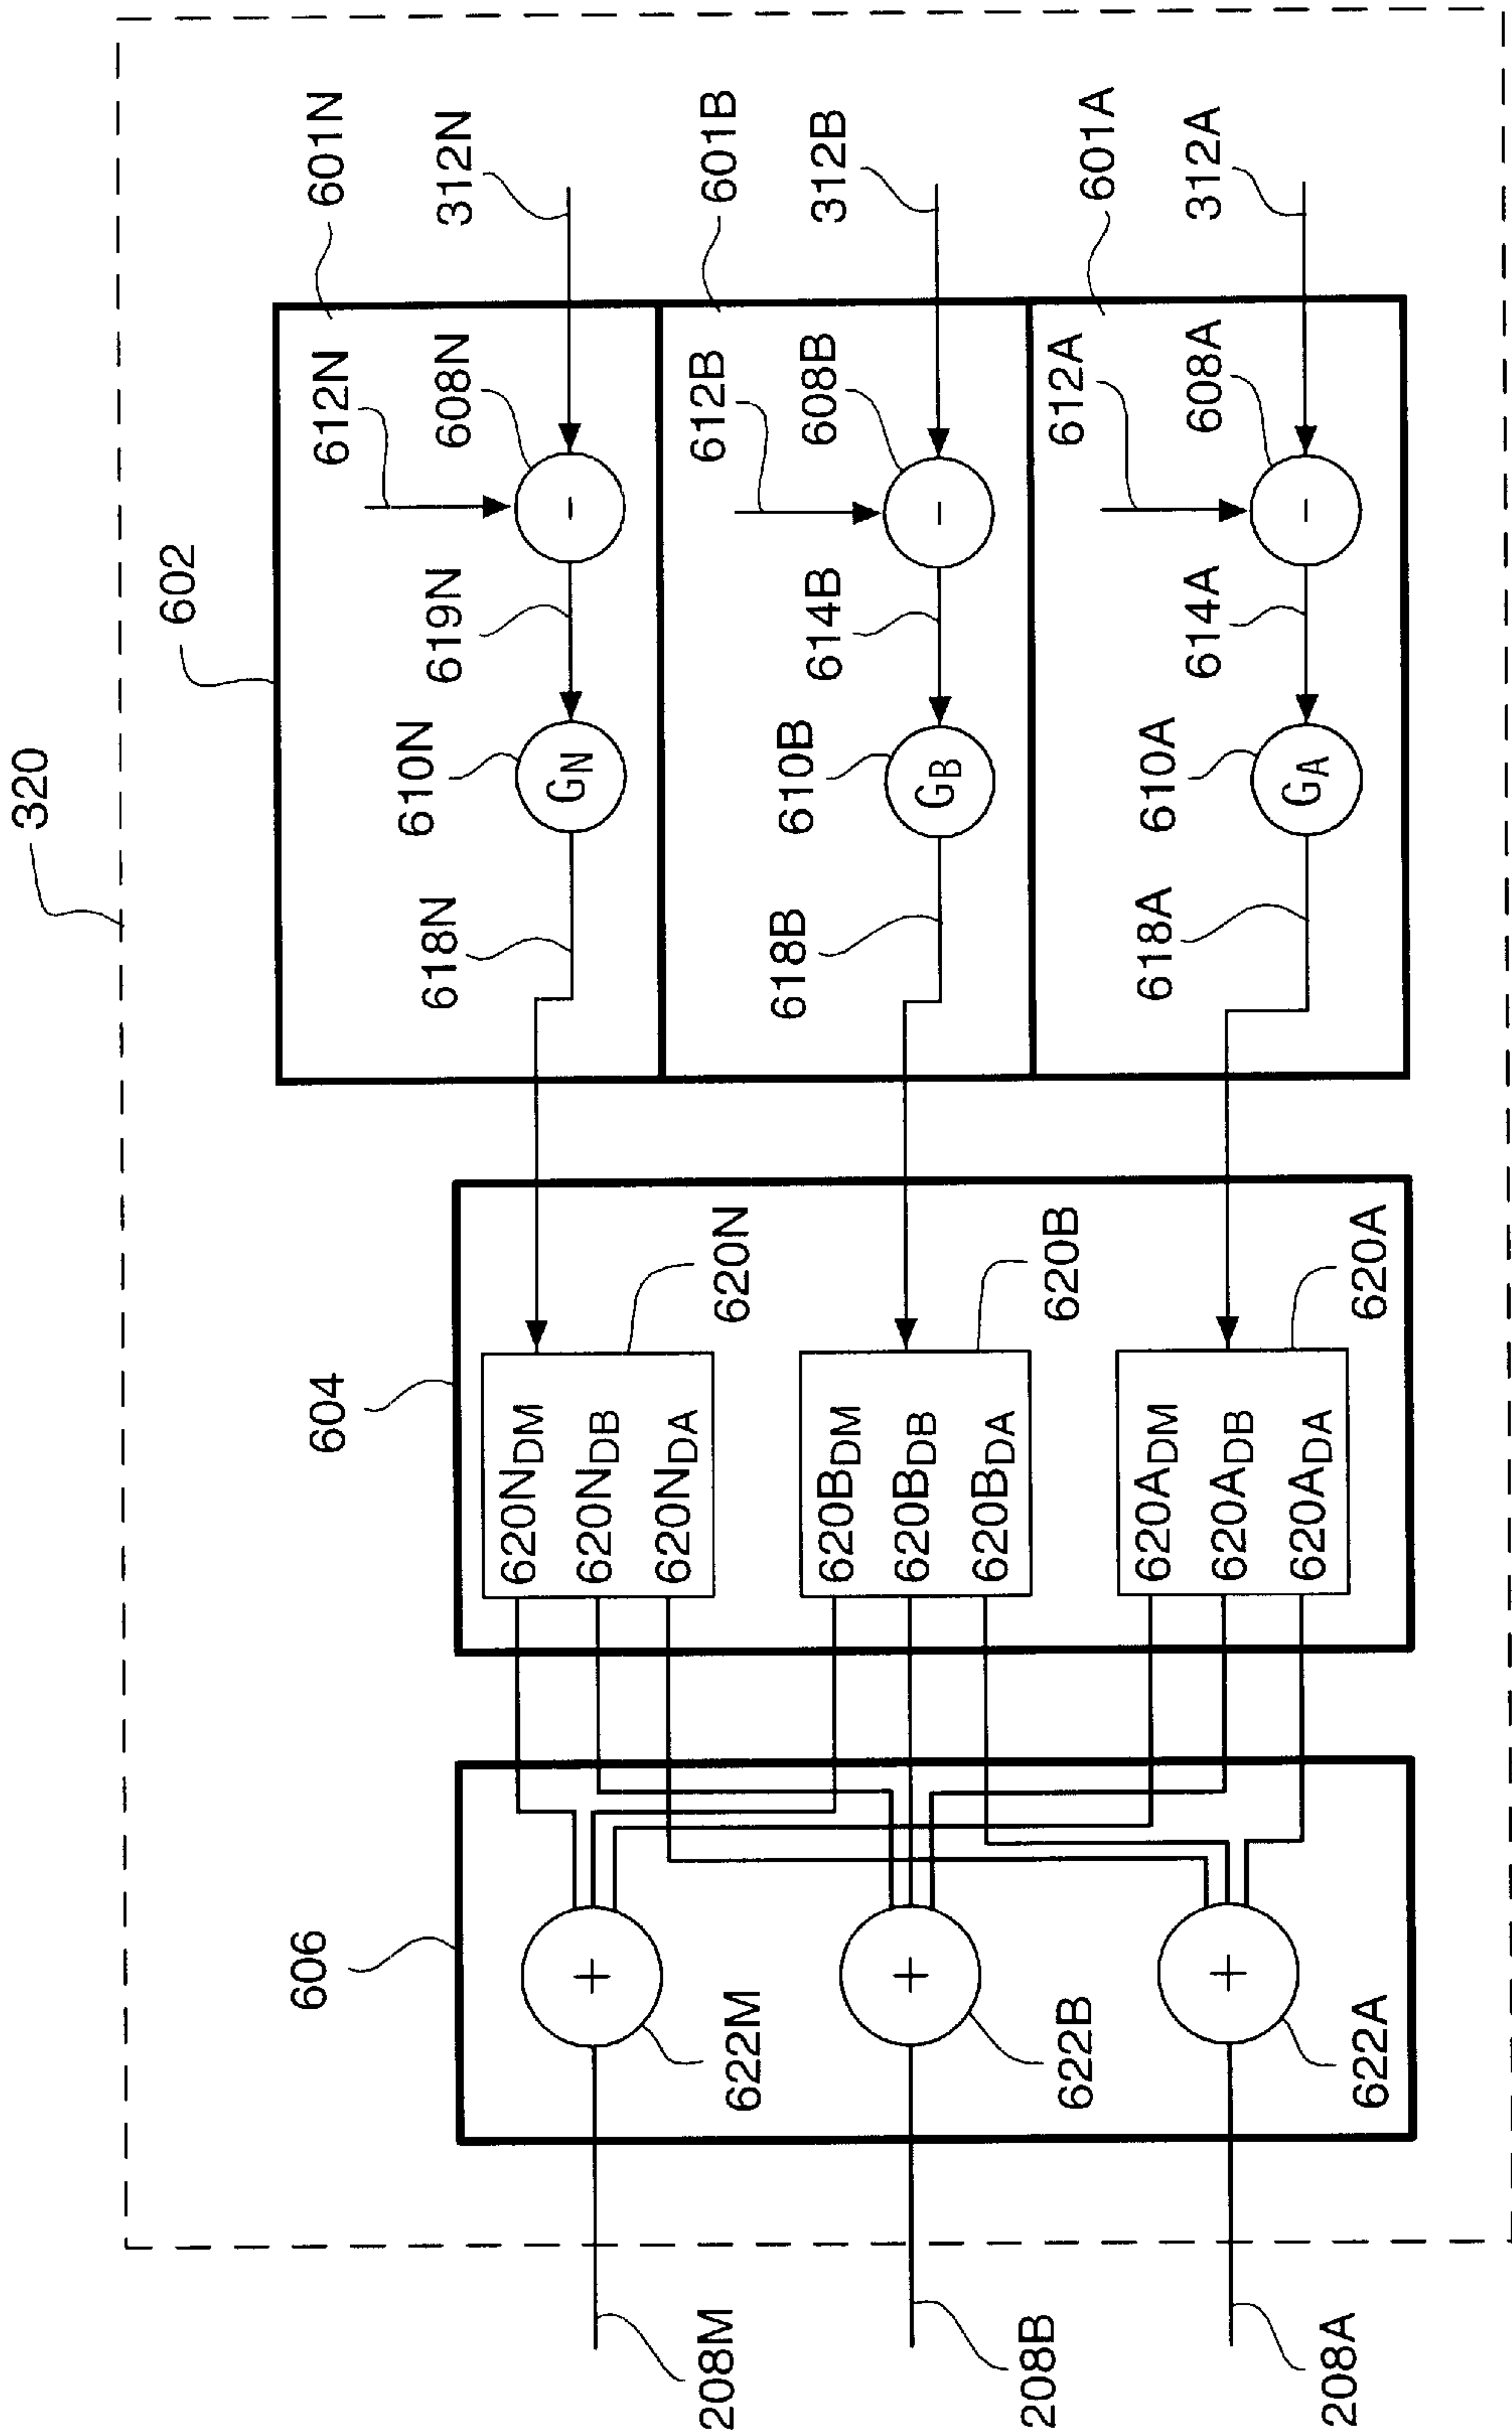 320
602
601N
612N
312N
608N
619N
610N
GN
-
618N
601B
612B
312B
608B
614B
610B
GB
-
618B
601A
612A
312A
608A
614A
610A
GA
-
618A
604
620N
620NDM
620NDB
620NDA
620B
620BDM
620BDB
620BDA
620A
620ADM
620ADB
620ADA
606
+
622M
+
622B
+
622A
208M
208B
208A